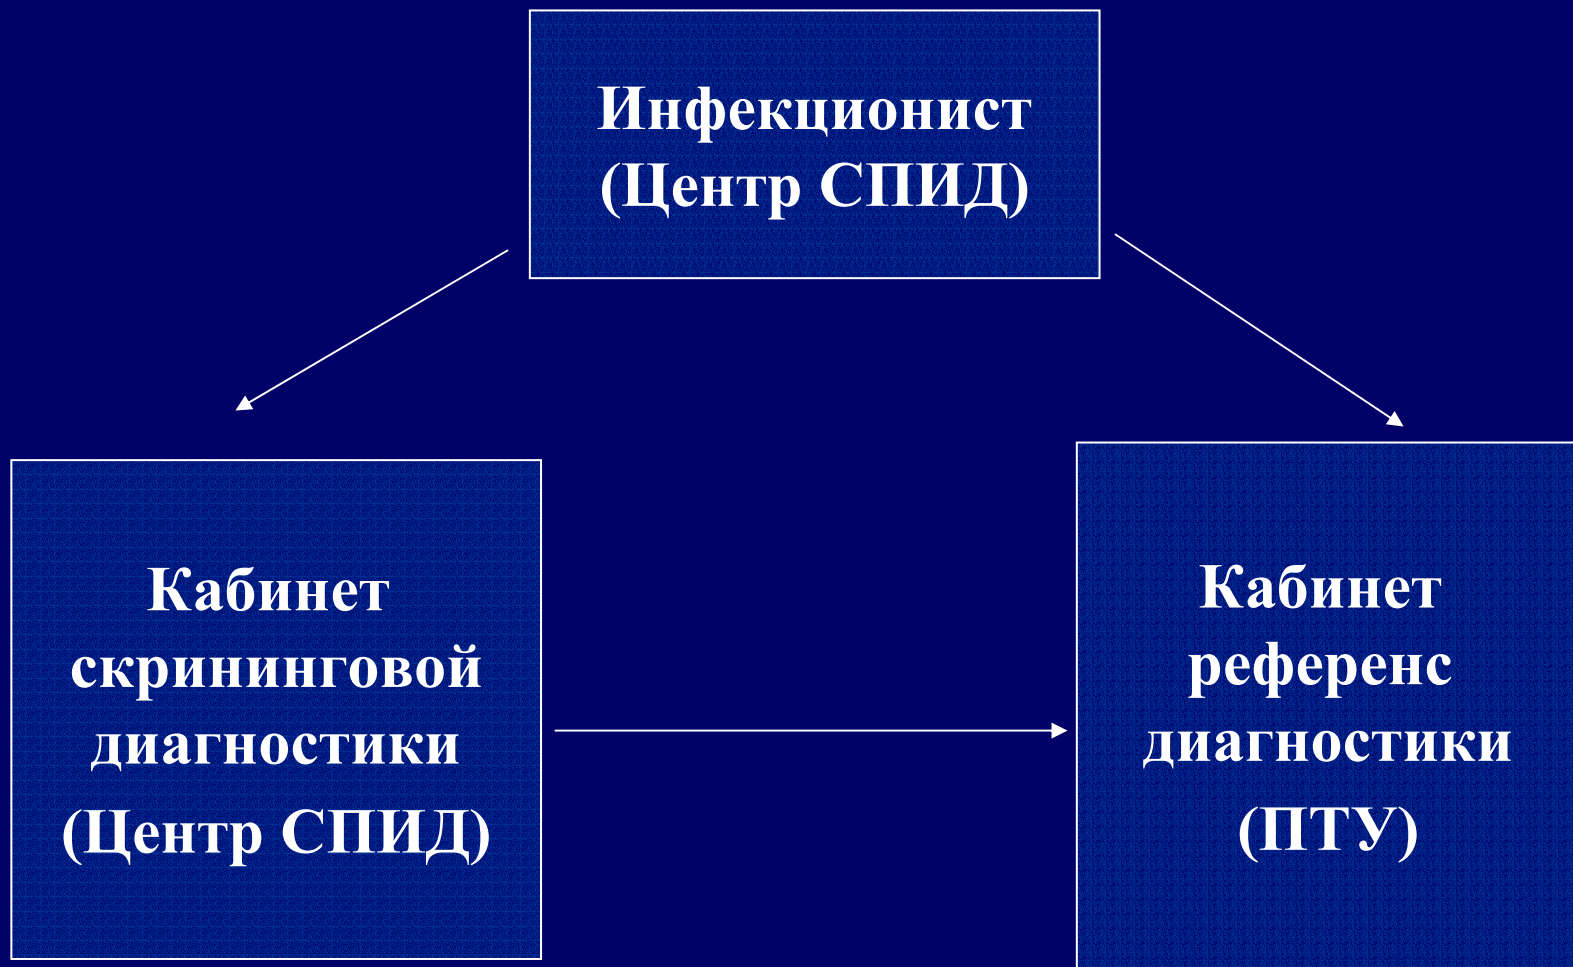 Инфекционист
(Центр СПИД)
Кабинет
скрининговой
диагностики
(Центр СПИД)
Кабинет
референс
диагностики
(ПТУ)